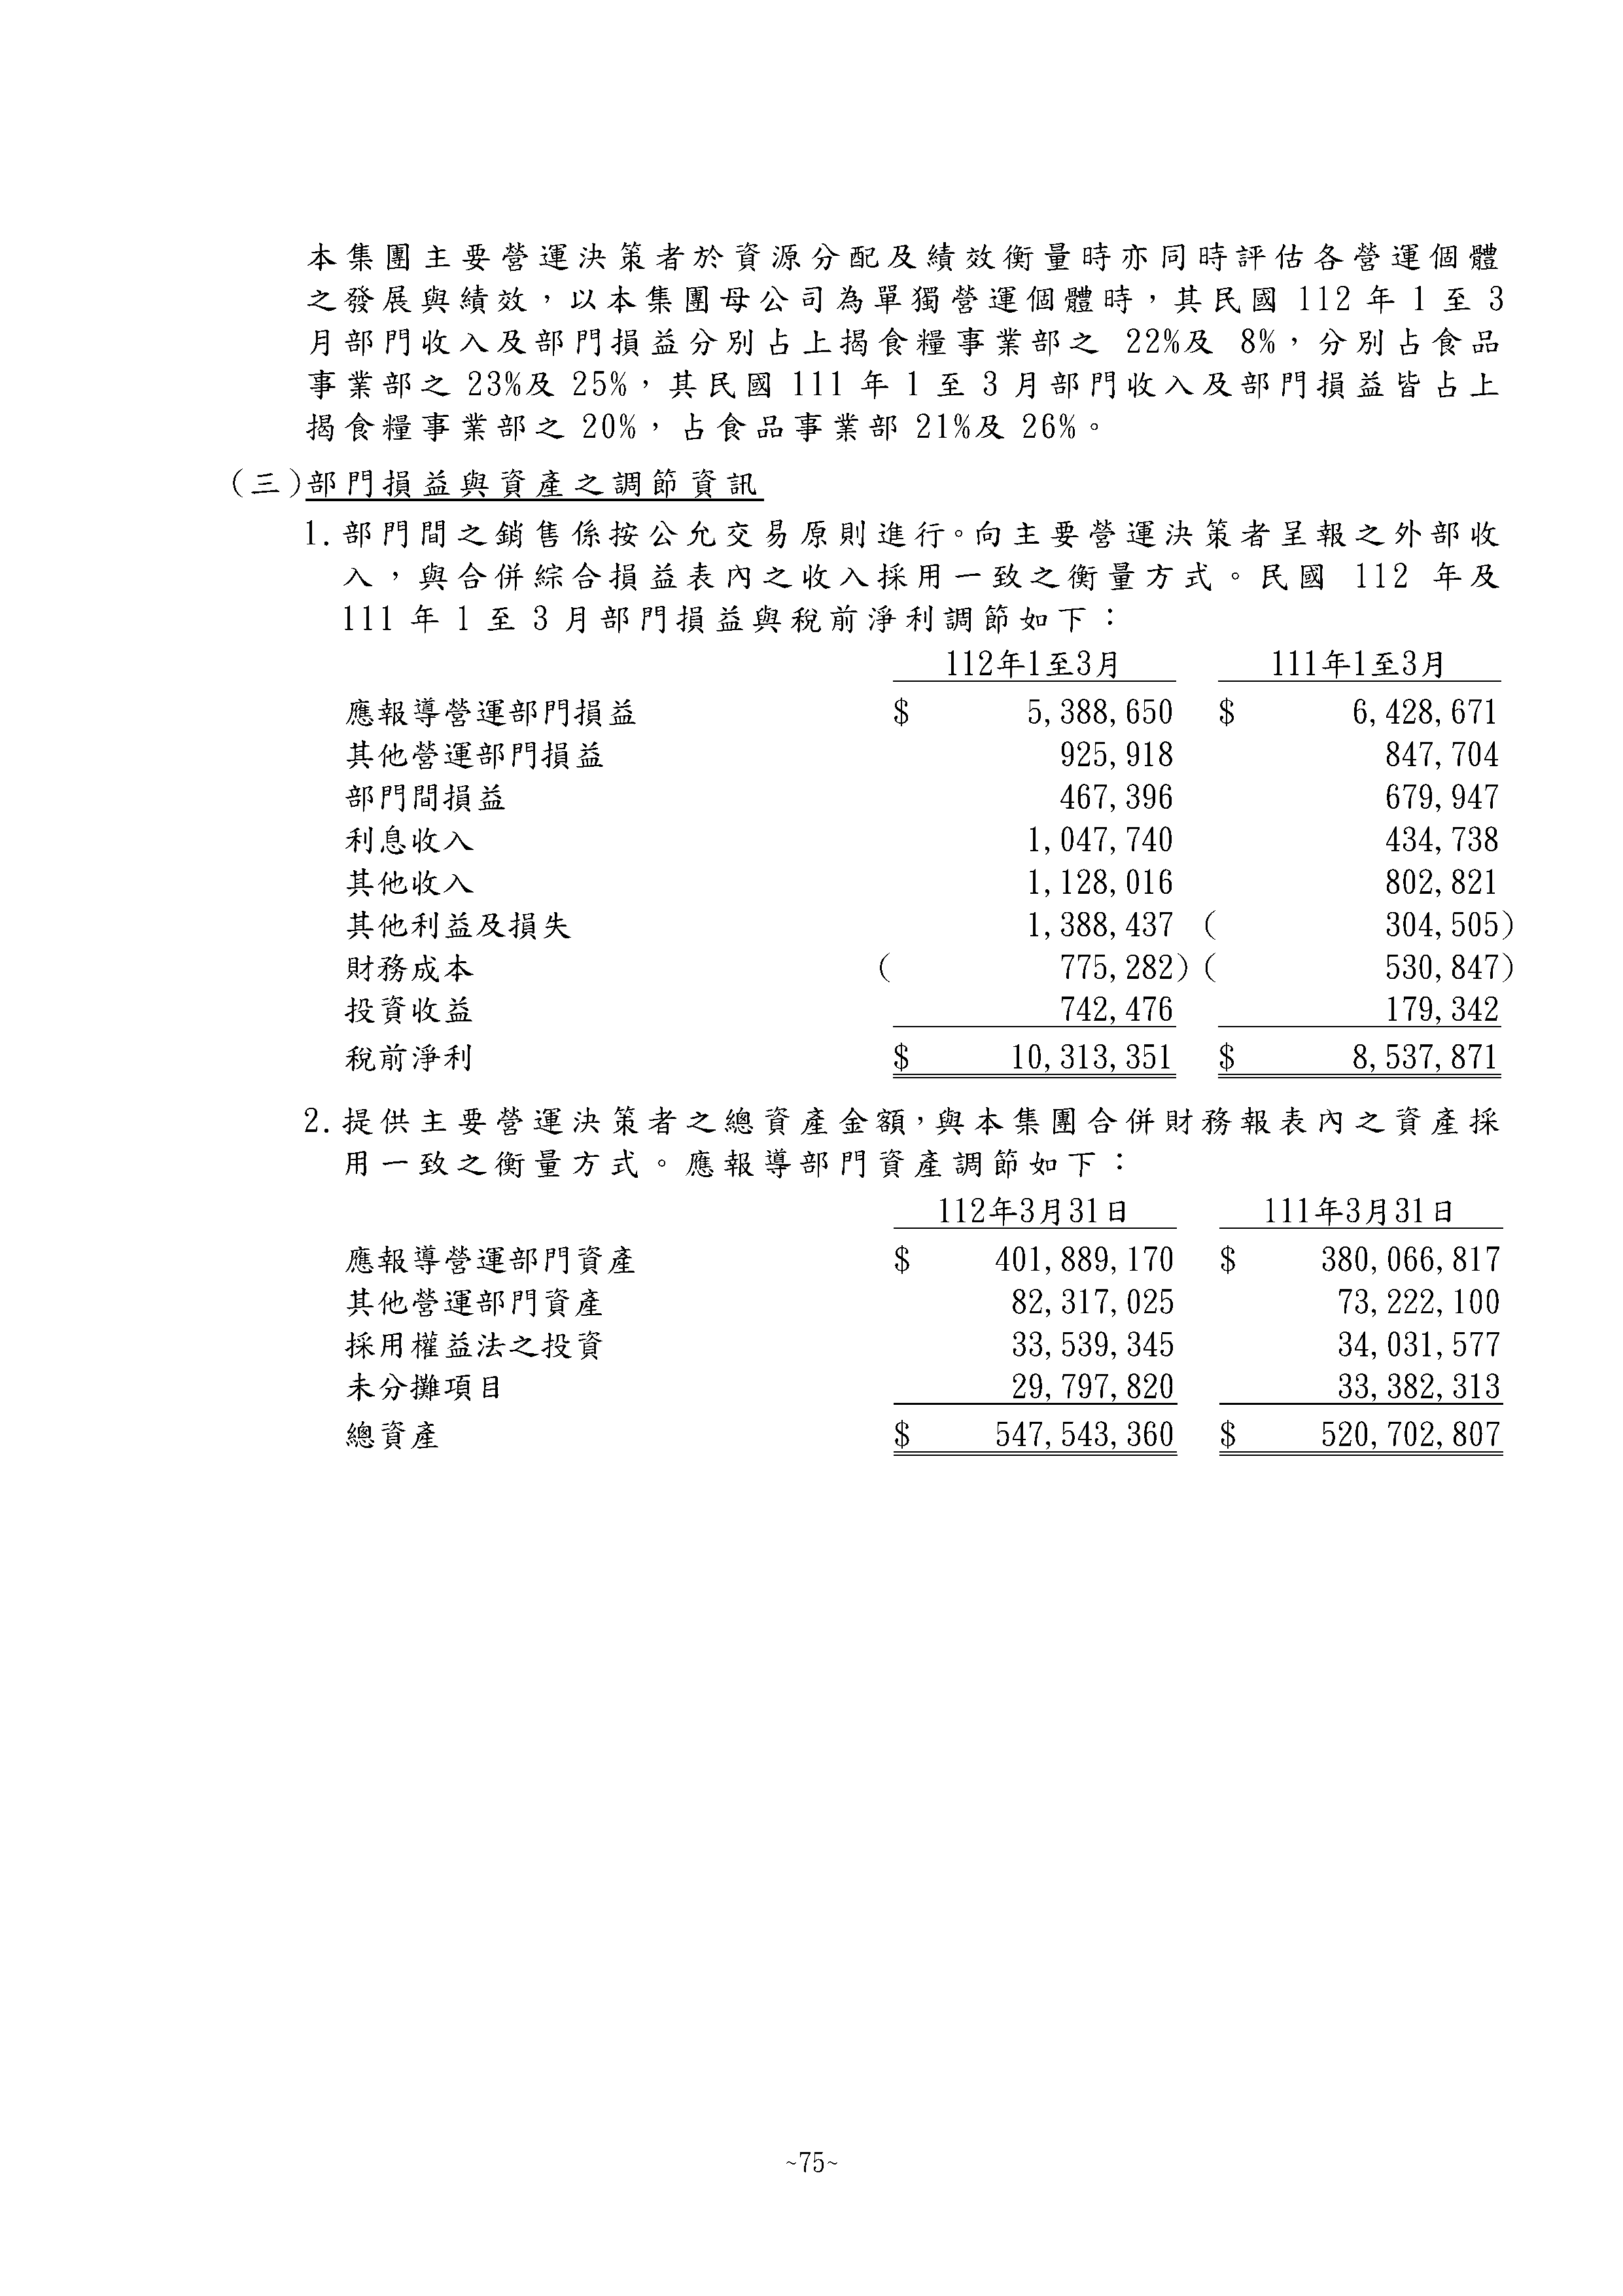 本集團主要營運決策者於資源分配及績效衡量時亦同時評估各營運個體
之發展與績效，以本集團母公司為單獨營運個體時，其民國 112 年 1 至 3
月部門收入及部門損益分別占上揭食糧事業部之 22%及 8%，分別占食品
事業部之 23%及 25%，其民國 111 年 1 至 3 月部門收入及部門損益皆占上
揭食糧事業部之 20%，占食品事業部 21%及 26%。
(三)部門損益與資產之調節資訊
1.部門間之銷售係按公允交易原則進行。向主要營運決策者呈報之外部收
入，與合併綜合損益表內之收入採用一致之衡量方式。民國 112 年及
111 年 1 至 3 月部門損益與稅前淨利調節如下：
112年1至3月 111年1至3月
應報導營運部門損益 $ 5,388,650 $ 6,428,671
其他營運部門損益 925,918 847,704
部門間損益 467,396 679,947
利息收入 1,047,740 434,738
其他收入 1,128,016 802,821
其他利益及損失 1,388,437 ( 304,505)
財務成本 ( 775,282) ( 530,847)
投資收益 742,476 179,342
稅前淨利 $ 10,313,351 $ 8,537,871
2.提供主要營運決策者之總資產金額，與本集團合併財務報表內之資產採
用一致之衡量方式。應報導部門資產調節如下：
112年3月31日 111年3月31日
應報導營運部門資產 $ 401,889,170 $ 380,066,817
其他營運部門資產 82,317,025 73,222,100
採用權益法之投資 33,539,345 34,031,577
未分攤項目 29,797,820 33,382,313
總資產 $ 547,543,360 $ 520,702,807
~75~